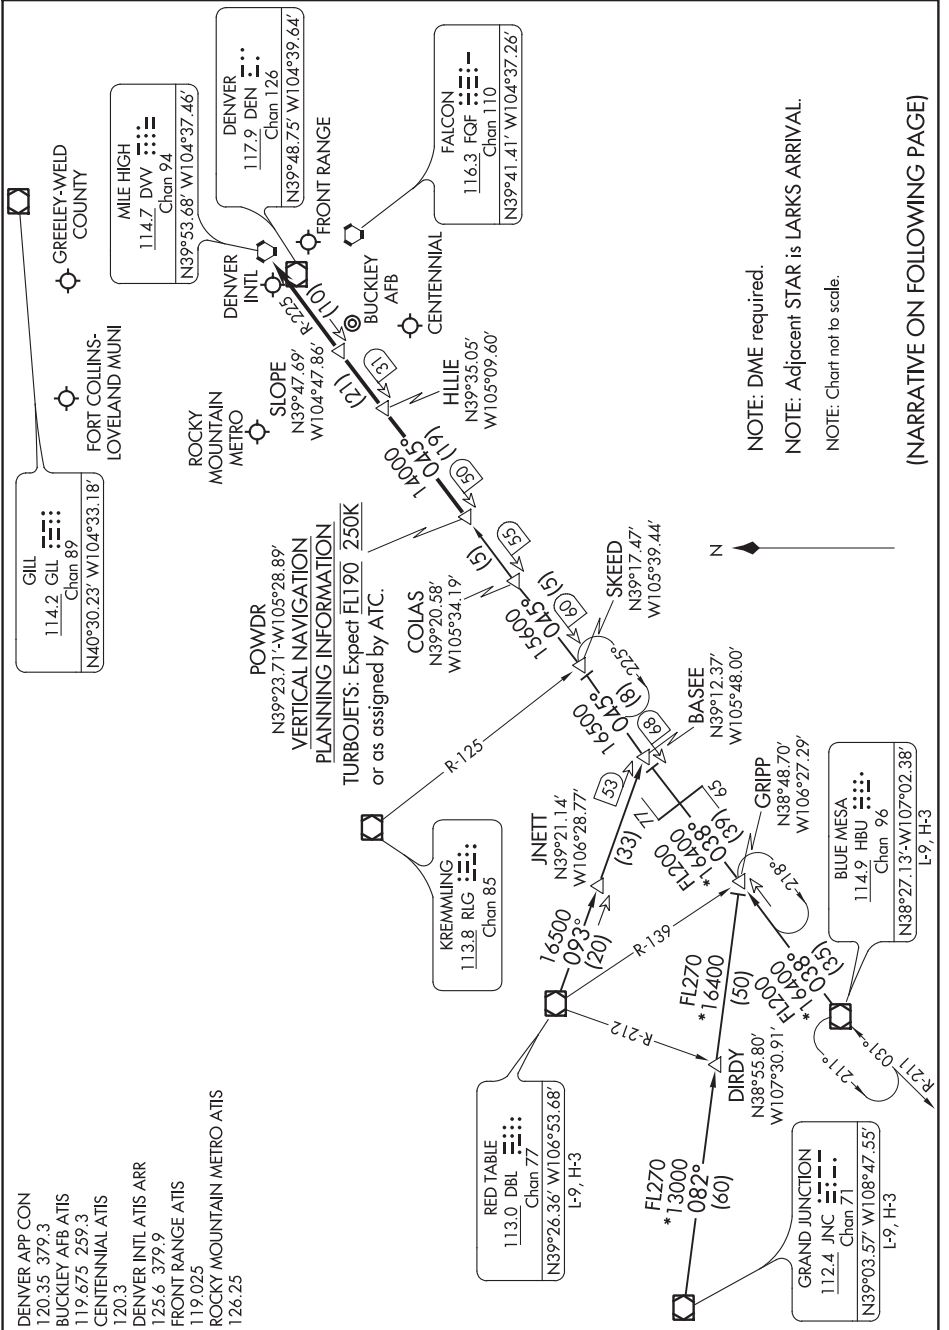 DENVER APP CON
120.35 379.3
BUCKLEY AFB ATIS
119.675 259.3
CENTENNIAL ATIS
120.3
DENVER INTL ATIS ARR
125.6 379.9
FRONT RANGE ATIS
119.025
ROCKY MOUNTAIN METRO ATIS
126.25
GILL
114.2 GLL
Chan 89
N40°30.23' W104°33.18'
FORT COLLINS-
LOVELAND MUNI
GREELEY-WELD
COUNTY
MILE HIGH
114.7 DVV
Chan 94
N39°53.68' W104°37.46'
DENVER
117.9 DEN
Chan 126
N39°48.75' W104°39.64'
ROCKY
MOUNTAIN
METRO
DENVER
INTL
FRONT RANGE
BUCKLEY
AFB
CENTENNIAL
FALCON
116.3 FQF
Chan 110
N39°41.41' W104°37.26'
R-225
(10)
SLOPE
N39°47.69'
W104°47.86'
(21)
31
HLLIE
N39°35.05'
W105°09.60'
14000
045°
(19)
50
POWDR
N39°23.71'-W105°28.89'
VERTICAL NAVIGATION
PLANNING INFORMATION
TURBOJETS: Expect FL190 250K
or as assigned by ATC.
(5)
55
COLAS
N39°20.58'
W105°34.19'
15600
045°
(5)
60
SKEED
N39°17.47'
W105°39.44'
225°
R-125
KREMMLING
113.8 RLG
Chan 85
16500
045°
(8)
68
BASEE
N39°12.37'
W105°48.00'
JNETT
N39°21.14'
W106°28.77'
(33)
53
16500
093°
(20)
77
65
FL200
*16400
038°
(39)
GRIPP
N38°48.70'
W106°27.29'
218°
R-139
R-212
RED TABLE
113.0 DBL
Chan 77
N39°26.36' W106°53.68'
L-9, H-3
FL270
*16400
(50)
DIRDY
N38°55.80'
W107°30.91'
FL200
*16400
038°
(35)
BLUE MESA
114.9 HBU
Chan 96
N38°27.13'-W107°02.38'
L-9, H-3
211°
031°
R-211
FL270
*13000
082°
(60)
GRAND JUNCTION
112.4 JNC
Chan 71
N39°03.57' W108°47.55'
L-9, H-3
N
NOTE: DME required.
NOTE: Adjacent STAR is LARKS ARRIVAL.
NOTE: Chart not to scale.
(NARRATIVE ON FOLLOWING PAGE)